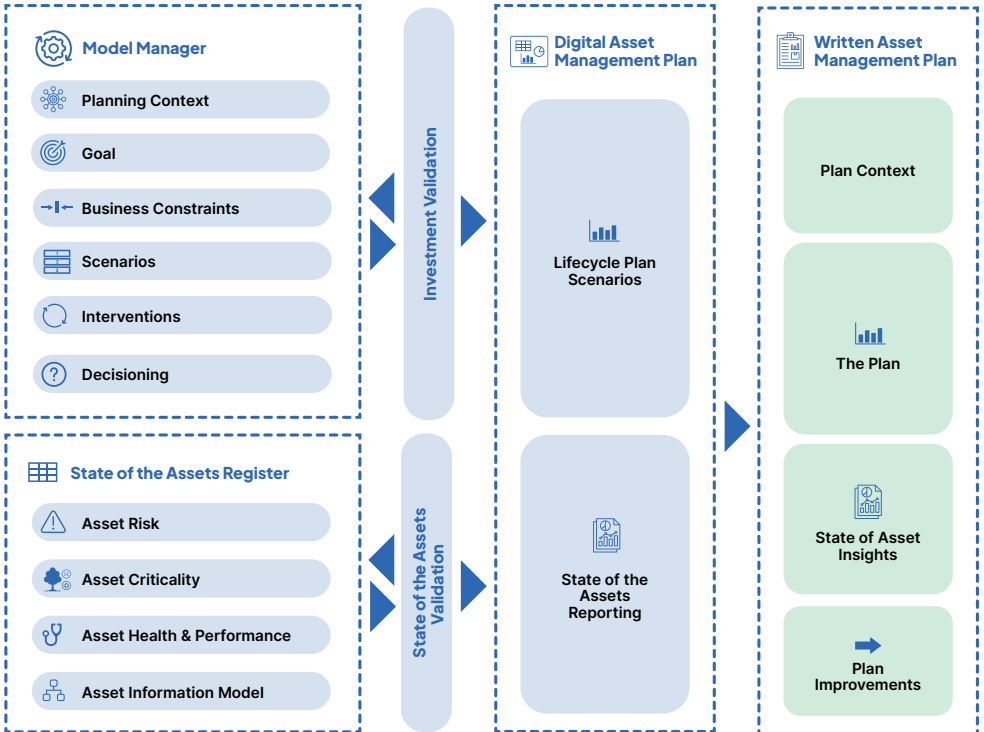 Model Manager
Planning Context
Goal
Business Constraints
Scenarios
Interventions
Decisioning
State of the Assets Register
Asset Risk
Asset Criticality
Asset Health & Performance
Asset Information Model
Investment Validation
State of the Assets
Validation
Digital Asset
Management Plan
Lifecycle Plan
Scenarios
State of the
Assets
Reporting
Written Asset
Management Plan
Plan Context
The Plan
State of Asset
Insights
Plan
Improvements